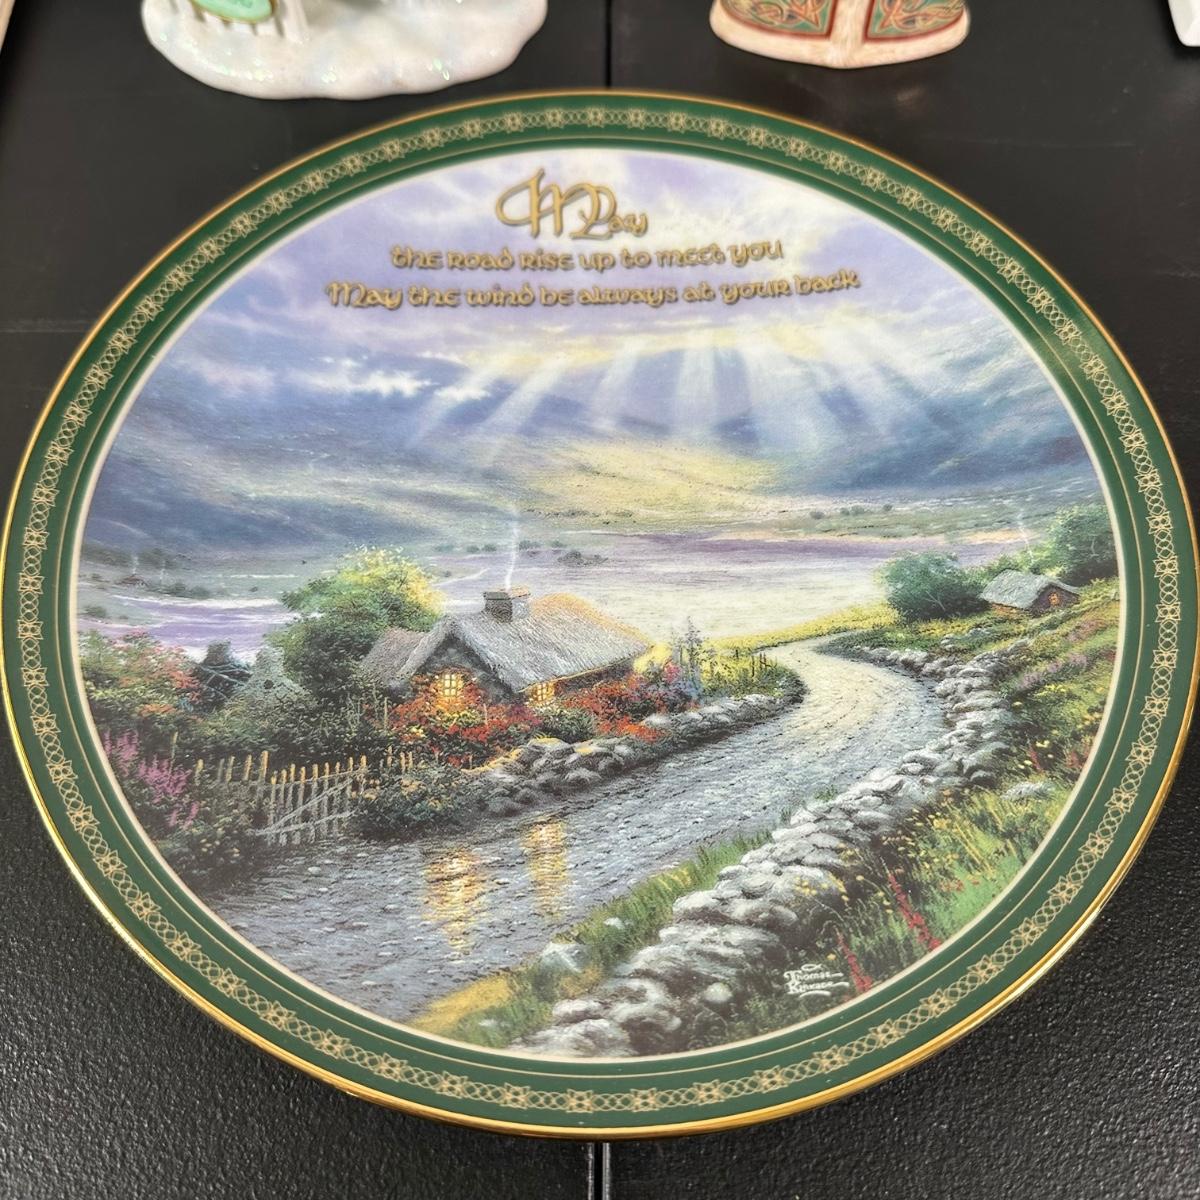 May
the road rise up to meet you
May the wind be always at your back
Thomas
Kinkade